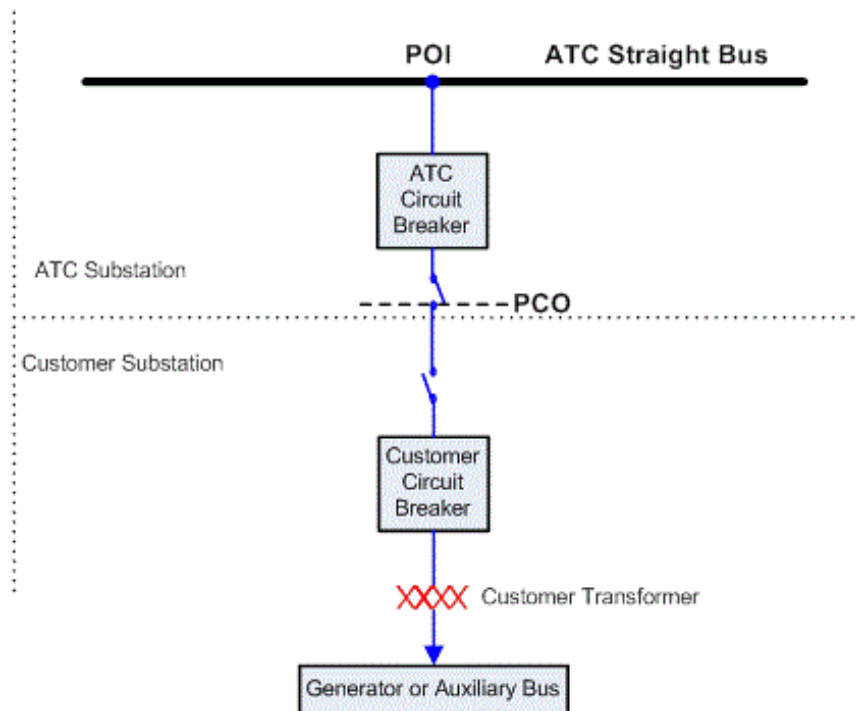 POI
ATC Straight Bus
ATC
Circuit
Breaker
ATC Substation
PCO
Customer Substation
Customer
Circuit
Breaker
Customer Transformer
Generator or Auxiliary Bus